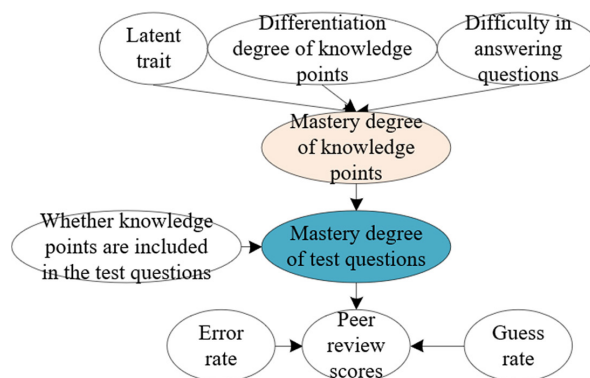 Latent
trait
Differentiation
degree of knowledge
points
Difficulty in
answering
questions
Mastery degree
of knowledge
points
Whether knowledge
points are included
in the test questions
Mastery degree
of test questions
Error
rate
Peer
review
scores
Guess
rate